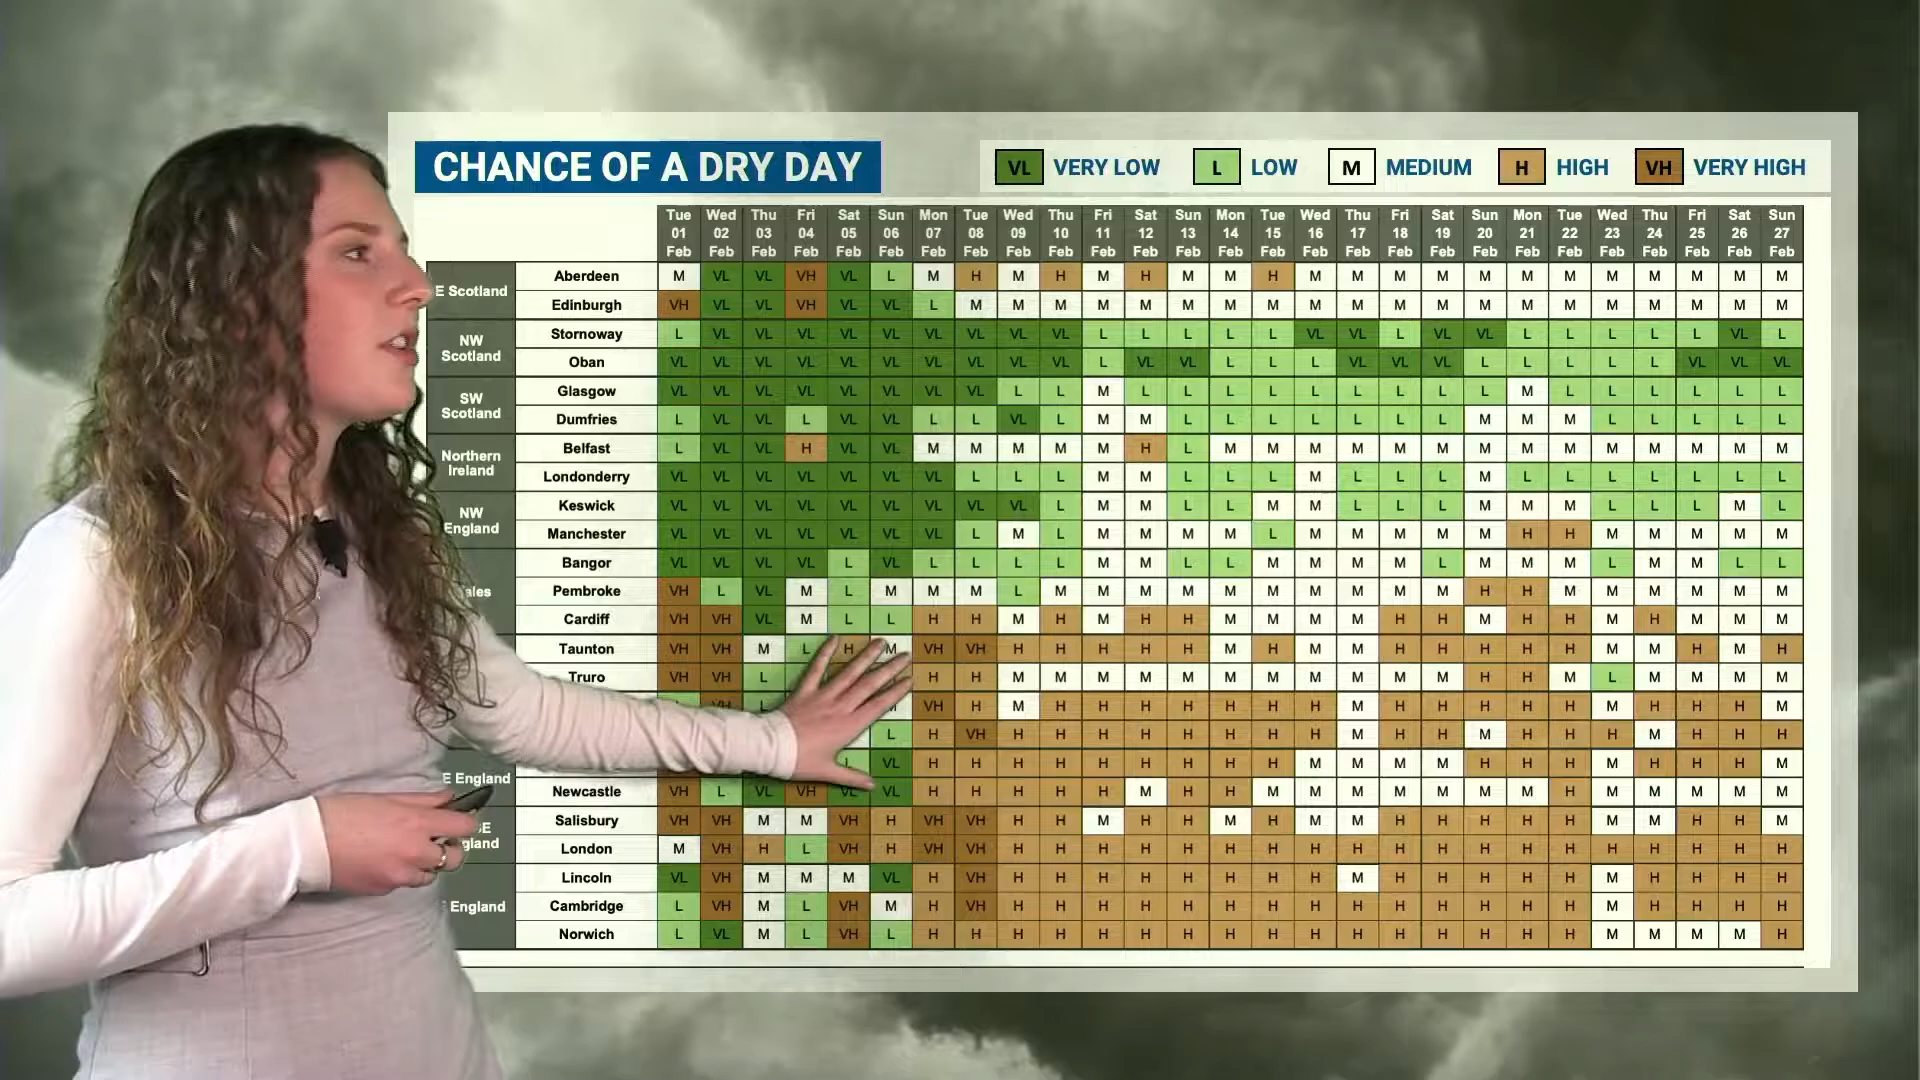 CHANCE OF A DRY DAY
VL VERY LOW L LOW M MEDIUM H HIGH VH VERY HIGH
Tue Wed Thu Fri Sat Sun Mon Tue Wed Thu Fri Sat Sun Mon Tue Wed Thu Fri Sat Sun Mon Tue Wed Thu Fri Sat Sun
01 02 03 04 05 06 07 08 09 10 11 12 13 14 15 16 17 18 19 20 21 22 23 24 25 26 27
Feb Feb Feb Feb Feb Feb Feb Feb Feb Feb Feb Feb Feb Feb Feb Feb Feb Feb Feb Feb Feb Feb Feb Feb Feb Feb Feb
E Scotland
Aberdeen M VL VL VH VL L M H M H M H M M H M M M M M M M M M M M M
Edinburgh VH VL VL VH VL VL L M M M M M M M M M M M M M M M M M M M M
NW
Scotland
Stornoway L VL VL VL VL VL VL VL VL VL L L L L L VL VL L VL VL L L L L L VL L
Oban VL VL VL VL VL VL VL VL VL VL L VL VL L L L VL VL VL L L L L L VL VL VL
SW
Scotland
Glasgow VL VL VL VL VL VL VL VL L L M L L L L L L L L L M L L L L L L
Dumfries L VL VL L VL VL L L VL L M M L L L L L L L M M M L L L L L
Northern
Ireland
Belfast L VL VL H VL VL M M M M M H L M M M M M M M M M M M M M M
Londonderry VL VL VL VL VL VL VL L L L M M L L L M L L L M L L L L L L L
NW
England
Keswick VL VL VL VL VL VL VL VL VL L M M L L M M L L L M M M L L L M L
Manchester VL VL VL VL VL VL VL L M L M M M M L M M M M M H H M M M M M
Bangor VL VL VL VL L VL L L L L M M L L M M M M L M M M L M M L L
Pembroke VH L VL M L M M M L M M M M M M M M M M H H M M M M M M
Cardiff VH VH VL M L L H H M H M H H M M M M H H M H H M H M M M
Taunton VH VH M L H M VH VH H H H H H M H M M H H H H H M M H M H
Truro VH VH L H H M M M M M M M M M M M H H M L M M M M
L VH L M VH H M H H H H H H H M H H H H H M H H H M
L H VH H H H H H H H H M H H M H H H M H H H
E England
L VL H H H H H H H H H M M M M H H H M H H H M
Newcastle VH L VL VH VL VL H H H H H M H H M M M M M M M H M M M M M
Salisbury VH VH M M VH H VH VH H H M H H M H M M H H H H H M M H H M
London M VH H L VH H VH VH H H H H H H H H H H H H H H H H H H H
Lincoln VL VH M M M VL H VH H H H H H H H H M H H H H H M H H H H
England
Cambridge L VH M L VH M H VH H H H H H H H H H H H H H H M H H H H
Norwich L VL M L VH L H H H H H H H H H H H H H H H H M M M M H